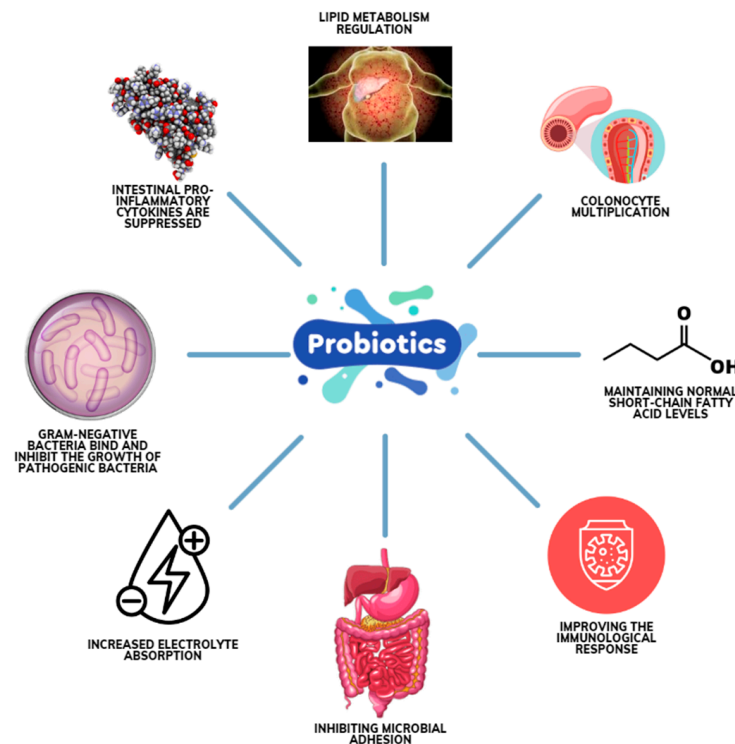 LIPID METABOLISM
REGULATION
INTESTINAL PRO-
INFLAMMATORY
CYTOKINES ARE
SUPPRESSED
COLONOCYTE
MULTIPLICATION
Probiotics
O
OH
MAINTAINING NORMAL
SHORT-CHAIN FATTY
ACID LEVELS
GRAM-NEGATIVE
BACTERIA BIND AND
INHIBIT THE GROWTH OF
PATHOGENIC BACTERIA
INCREASED ELECTROLYTE
ABSORPTION
IMPROVING THE
IMMUNOLOGICAL
RESPONSE
INHIBITING MICROBIAL
ADHESION